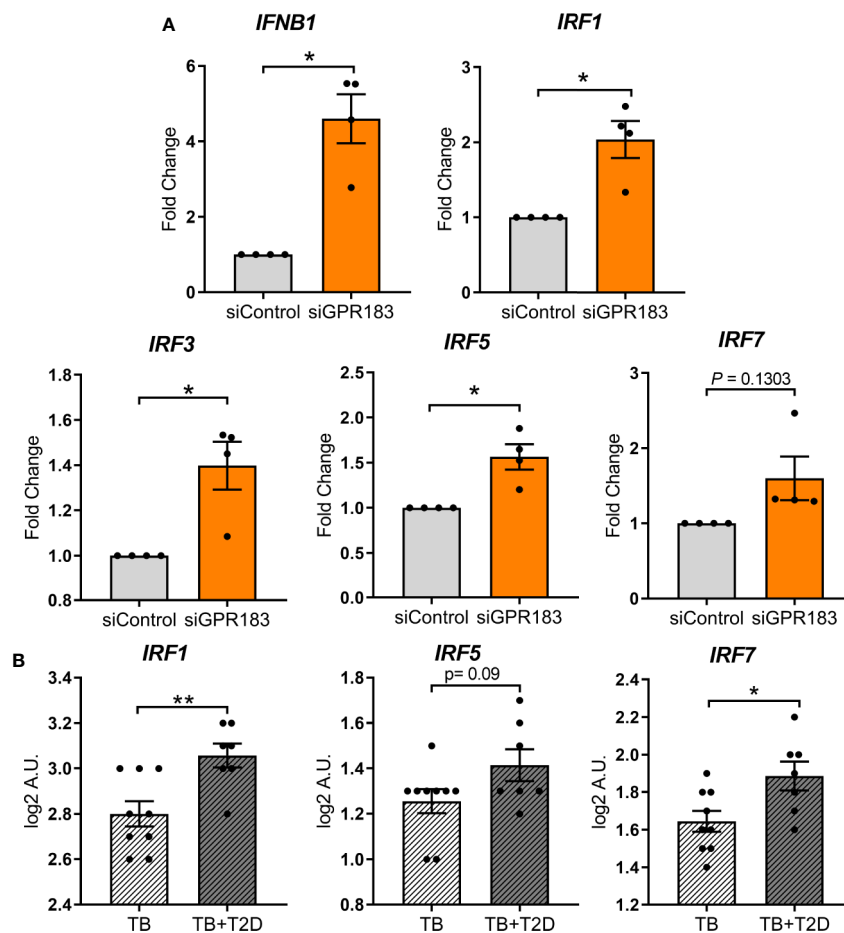 A
IFNB1
Fold Change
6
4
2
0
*
siControl siGPR183
IRF1
Fold Change
3
2
1
0
*
siControl siGPR183
IRF3
Fold Change
1.8
1.6
1.4
1.2
1.0
0.8
*
siControl siGPR183
IRF5
Fold Change
2.5
2.0
1.5
1.0
0.5
0.0
*
siControl siGPR183
IRF7
Fold Change
3
2
1
0
P = 0.1303
siControl siGPR183
B
IRF1
log2 A.U.
3.4
3.2
3.0
2.8
2.6
2.4
**
TB TB+T2D
IRF5
log2 A.U.
1.8
1.6
1.4
1.2
1.0
0.8
p= 0.09
TB TB+T2D
IRF7
log2 A.U.
2.4
2.2
2.0
1.8
1.6
1.4
1.2
*
TB TB+T2D